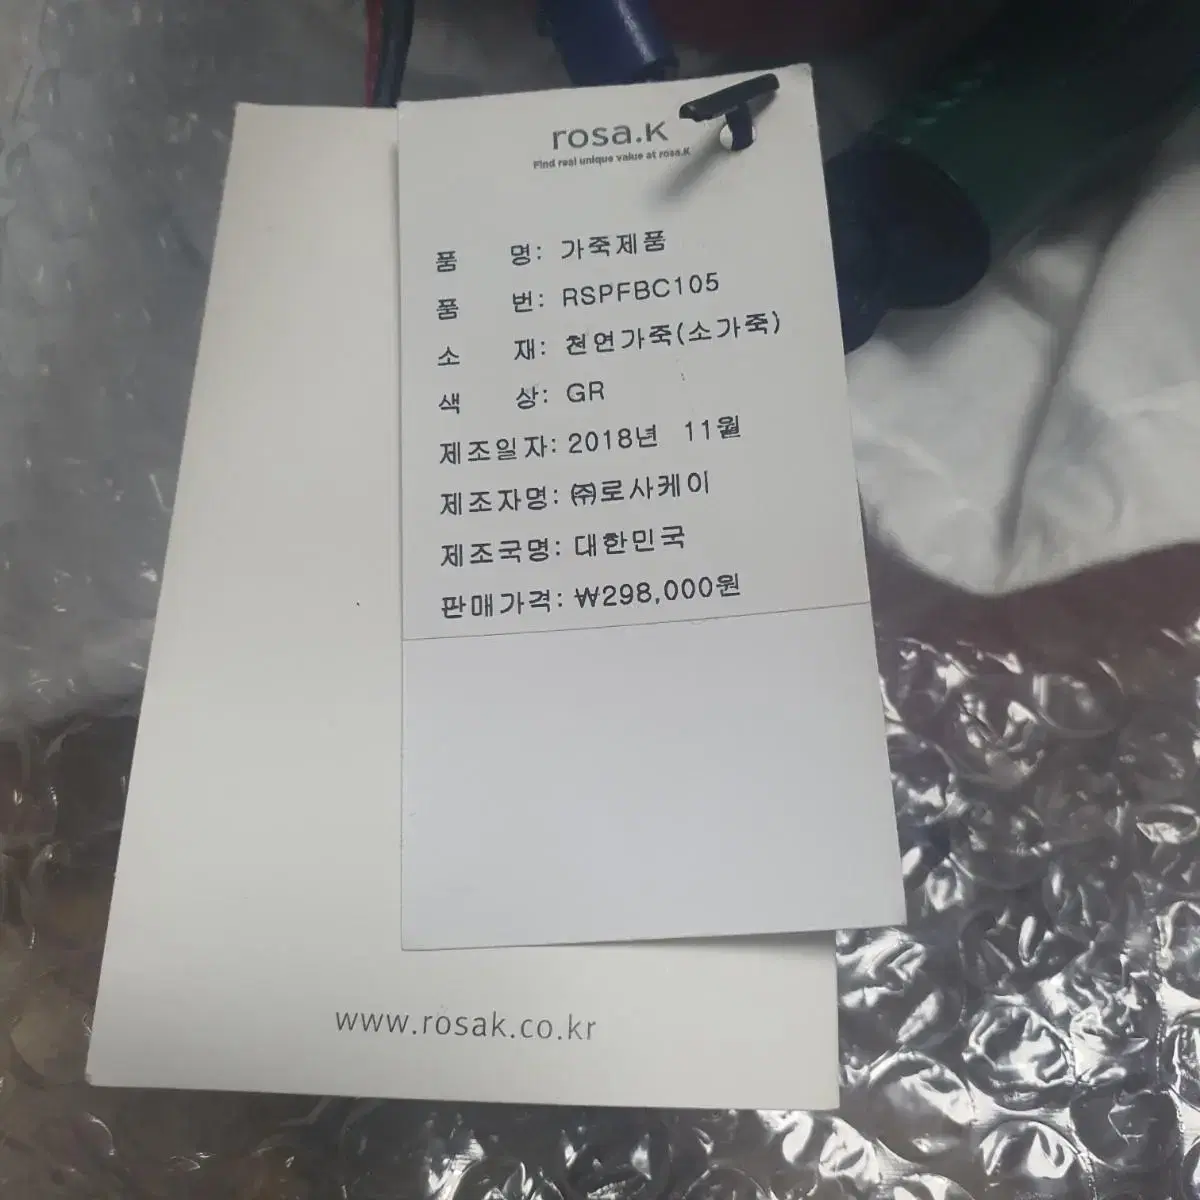 rosa.K
Find real unique value at rosa.K
품 명: 가죽제품
품 번: RSPFBC105
소 재: 천연가죽(소가죽)
색 상: GR
제조일자: 2018년 11월
제조자명: ㈜로사케이
제조국명: 대한민국
판매가격: ₩298,000원
www.rosak.co.kr